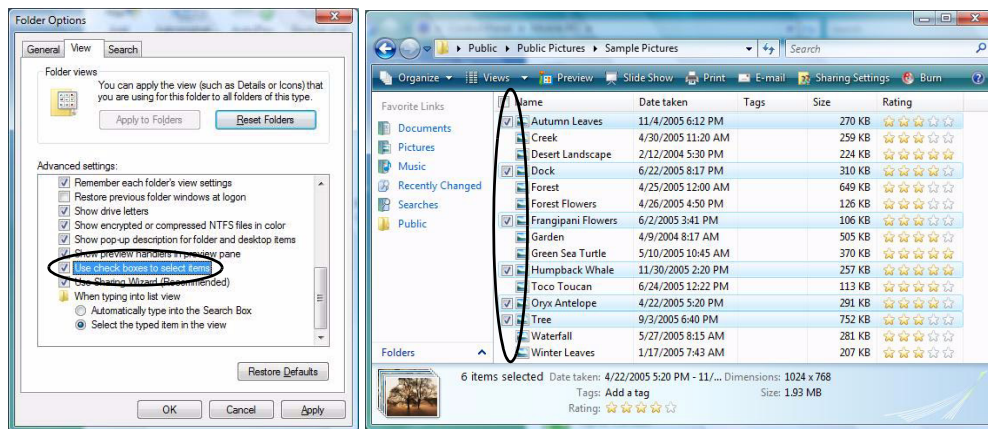 Folder Options
General View Search
Folder views
You can apply the view (such as Details or Icons) that
you are using for this folder to all folders of this type.
Apply to Folders Reset Folders
Advanced settings:
Remember each folder's view settings
Restore previous folder windows at logon
Show drive letters
Show encrypted or compressed NTFS files in color
Show pop-up description for folder and desktop items
Show preview handlers in preview pane
Use check boxes to select items
Use Sharing Wizard (Recommended)
When typing into list view
Automatically type into the Search Box
Select the typed item in the view
Restore Defaults
OK Cancel Apply
Public Public Pictures Sample Pictures Search
Organize Views Preview Slide Show Print E-mail Sharing Settings Burn
Favorite Links
Documents
Pictures
Music
Recently Changed
Searches
Public
Folders
Name Date taken Tags Size Rating
Autumn Leaves 11/4/2005 6:12 PM 270 KB
Creek 4/30/2005 11:20 AM 259 KB
Desert Landscape 2/12/2004 5:30 PM 224 KB
Dock 6/22/2005 8:17 PM 310 KB
Forest 4/25/2005 12:00 AM 649 KB
Forest Flowers 4/26/2005 4:50 PM 126 KB
Frangipani Flowers 6/2/2005 3:41 PM 106 KB
Garden 4/9/2004 8:17 AM 505 KB
Green Sea Turtle 5/10/2005 10:45 AM 370 KB
Humpback Whale 11/30/2005 2:20 PM 257 KB
Toco Toucan 6/24/2005 12:22 PM 113 KB
Oryx Antelope 4/22/2005 5:20 PM 291 KB
Tree 9/3/2005 6:40 PM 752 KB
Waterfall 5/27/2005 8:15 AM 281 KB
Winter Leaves 1/17/2005 7:43 AM 207 KB
6 items selected Date taken: 4/22/2005 5:20 PM - 11/... Dimensions: 1024 x 768
Tags: Add a tag Size: 1.93 MB
Rating: